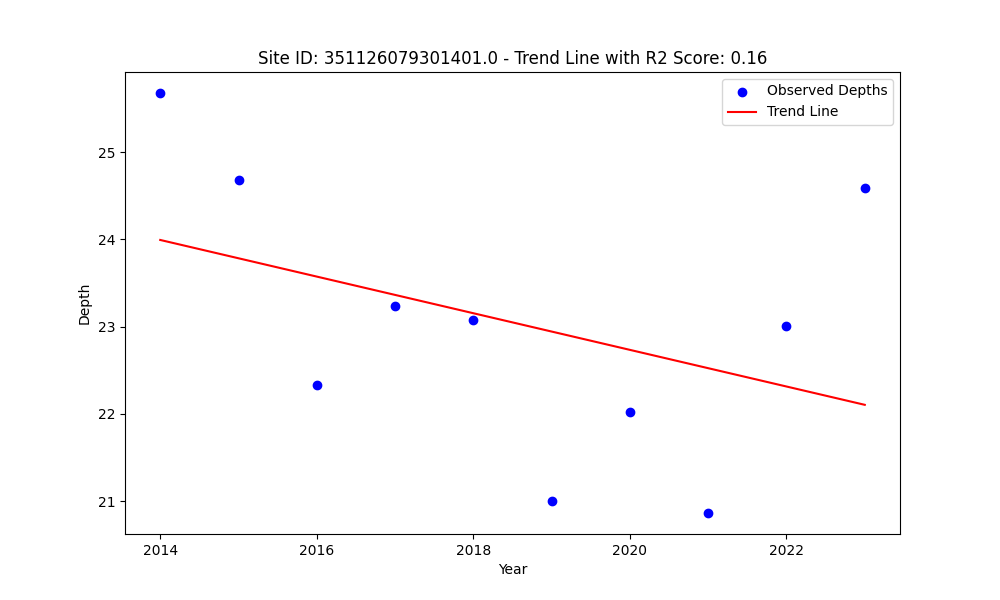 Site ID: 351126079301401.0 - Trend Line with R2 Score: 0.16
Observed Depths
Trend Line
25
24
23
22
21
Depth
2014
2016
2018
2020
2022
Year